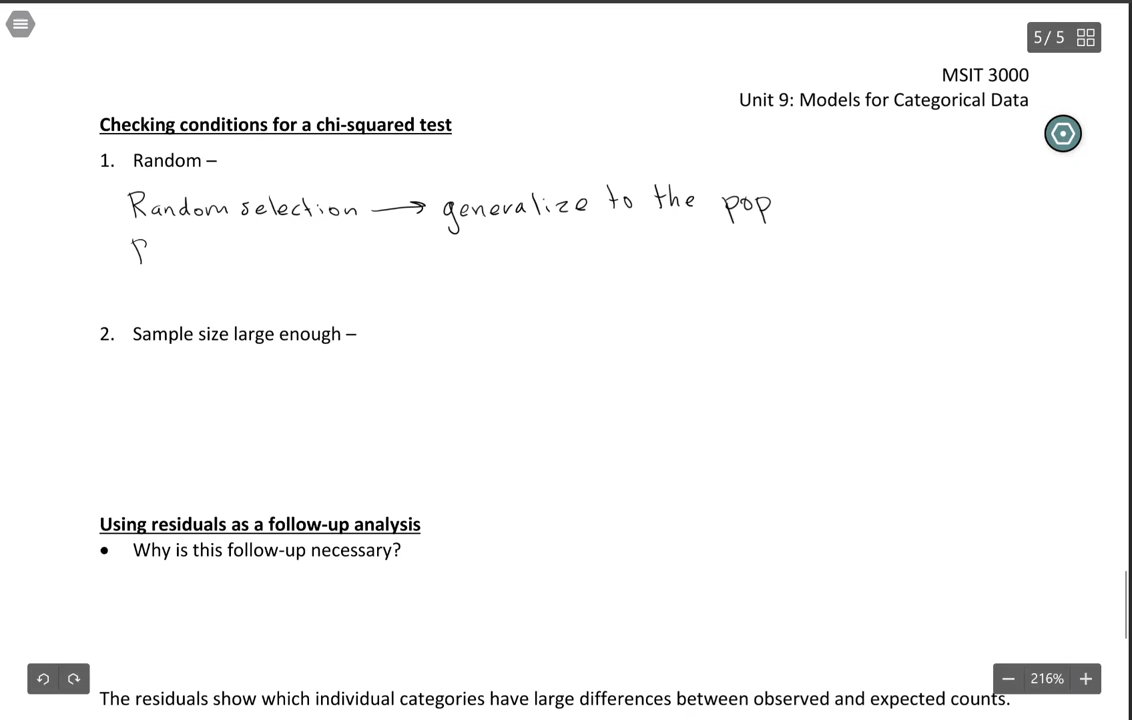 5/ 5
MSIT 3000
Unit 9: Models for Categorical Data
Checking conditions for a chi-squared test
1. Random –
Random selection → generalize to the pop
2. Sample size large enough –
Using residuals as a follow-up analysis
• Why is this follow-up necessary?
216%
The residuals show which individual categories have large differences between observed and expected counts.